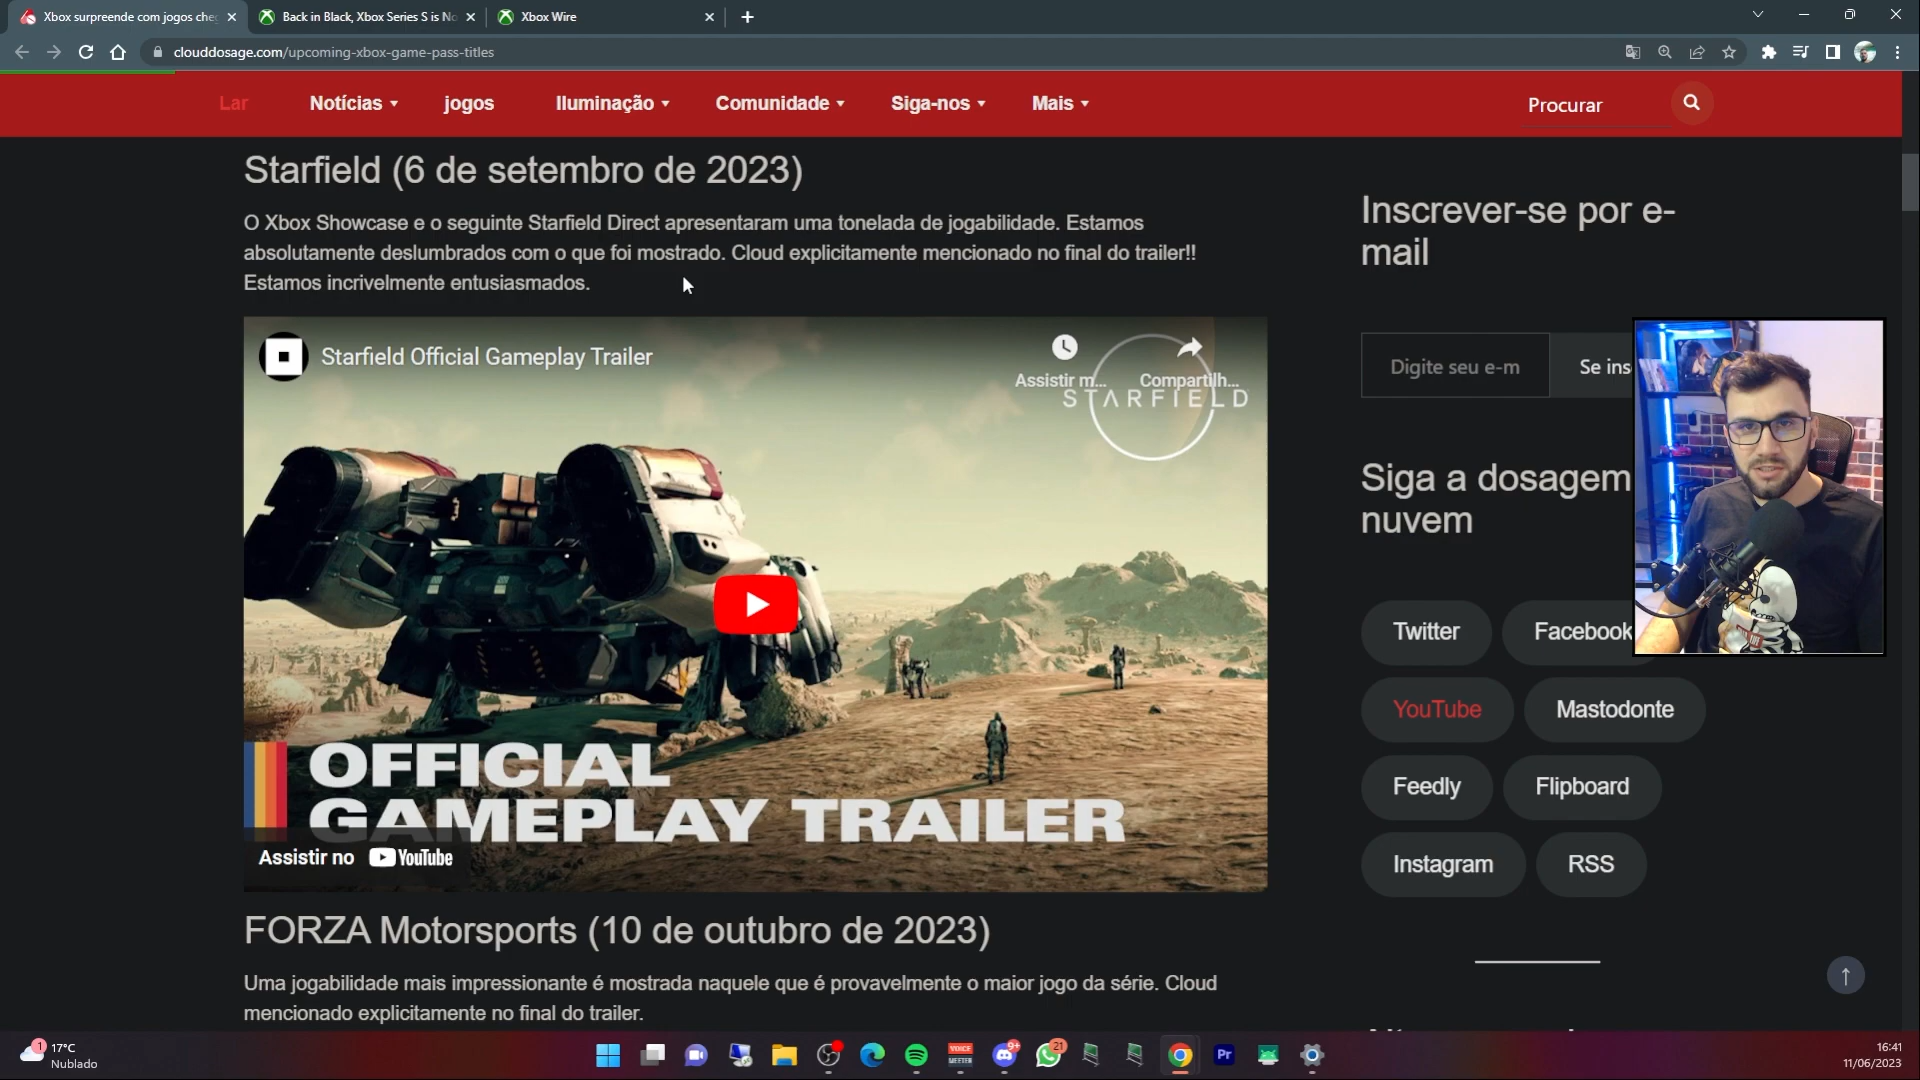 Xbox surpreende com jogos che
Back in Black, Xbox Series S is No
Xbox Wire
clouddosage.com/upcoming-xbox-game-pass-titles
Lar
Notícias
jogos
Iluminação
Comunidade
Siga-nos
Mais
Procurar
Starfield (6 de setembro de 2023)
O Xbox Showcase e o seguinte Starfield Direct apresentaram uma tonelada de jogabilidade. Estamos
absolutamente deslumbrados com o que foi mostrado. Cloud explicitamente mencionado no final do trailer!!
Estamos incrivelmente entusiasmados.
Starfield Official Gameplay Trailer
Assistir m...
Compartilh...
STARFIELD
OFFICIAL
GAMEPLAY TRAILER
Assistir no YouTube
FORZA Motorsports (10 de outubro de 2023)
Uma jogabilidade mais impressionante é mostrada naquele que é provavelmente o maior jogo da série. Cloud
mencionado explicitamente no final do trailer.
Inscrever-se por e-
mail
Digite seu e-m
Se ins
Siga a dosagem
nuvem
Twitter
Facebook
YouTube
Mastodonte
Feedly
Flipboard
Instagram
RSS
1
17°C
Nublado
VOICE
MEETER
9+
21
Pr
16:41
11/06/2023